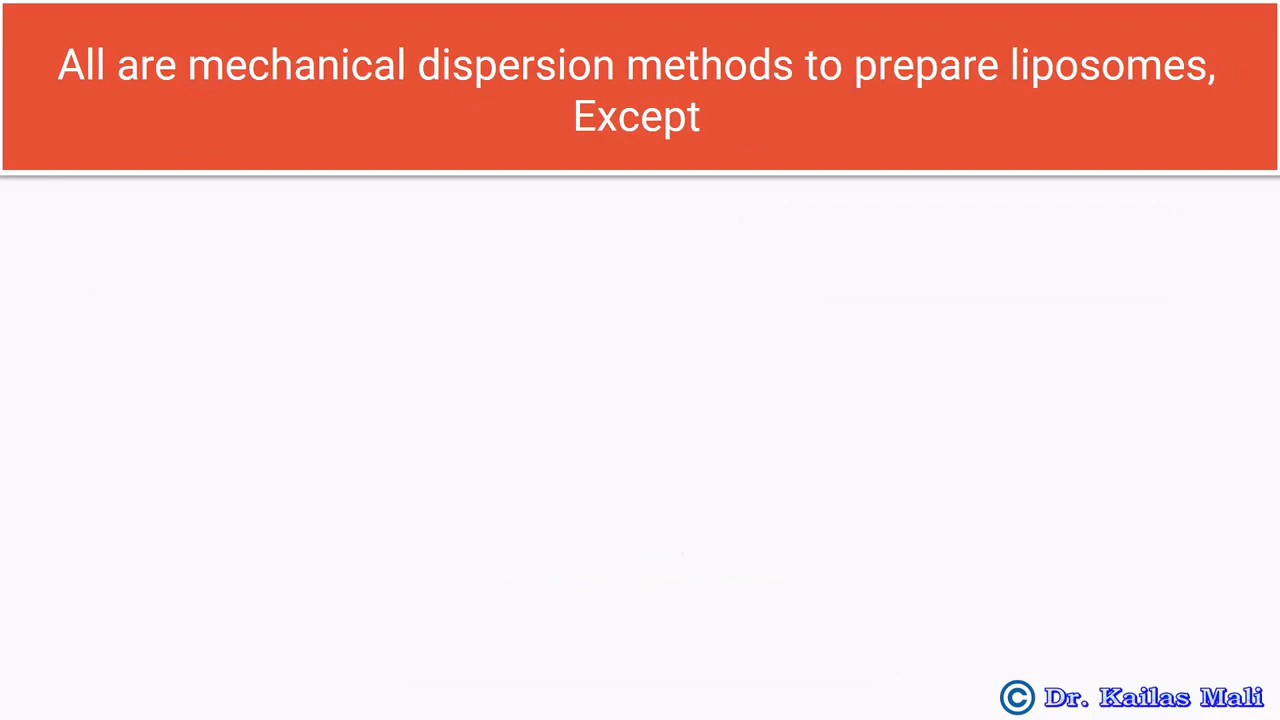 All are mechanical dispersion methods to prepare liposomes,
Except
© Dr. Kailas Mali